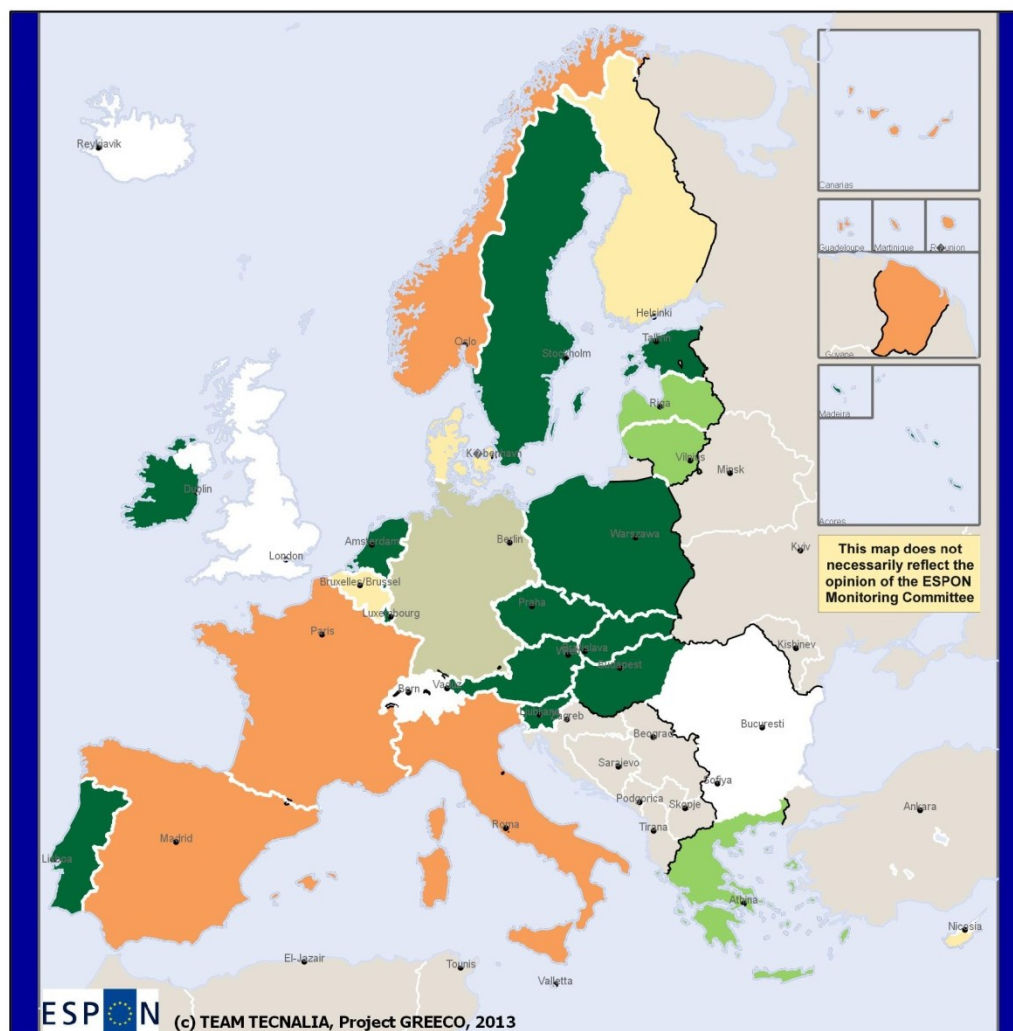 Reykjavik
Canarias
Guadeloupe
Martinique
R�union
Guyane
Madeira
Acores
Helsinki
Tallinn
Oslo
Stockholm
Riga
K�benhavn
Vilnius
Minsk
Dublin
Amsterdam
Berlin
Warszawa
London
Kyiv
This map does not
necessarily reflect the
opinion of the ESPON
Monitoring Committee
Bruxelles/Brussel
Luxembourg
Praha
Paris
Kishinev
Budapest
Bern
Vaduz
Ljubljana
Zagreb
Bucuresti
Beograd
Sarajevo
Sofiya
Podgorica
Skopje
Ankara
Tirana
Roma
Madrid
Lisboa
Athina
Nicosia
El-Jazair
Tounis
Valletta
ESPON
(c) TEAM TECNALIA, Project GREECO, 2013